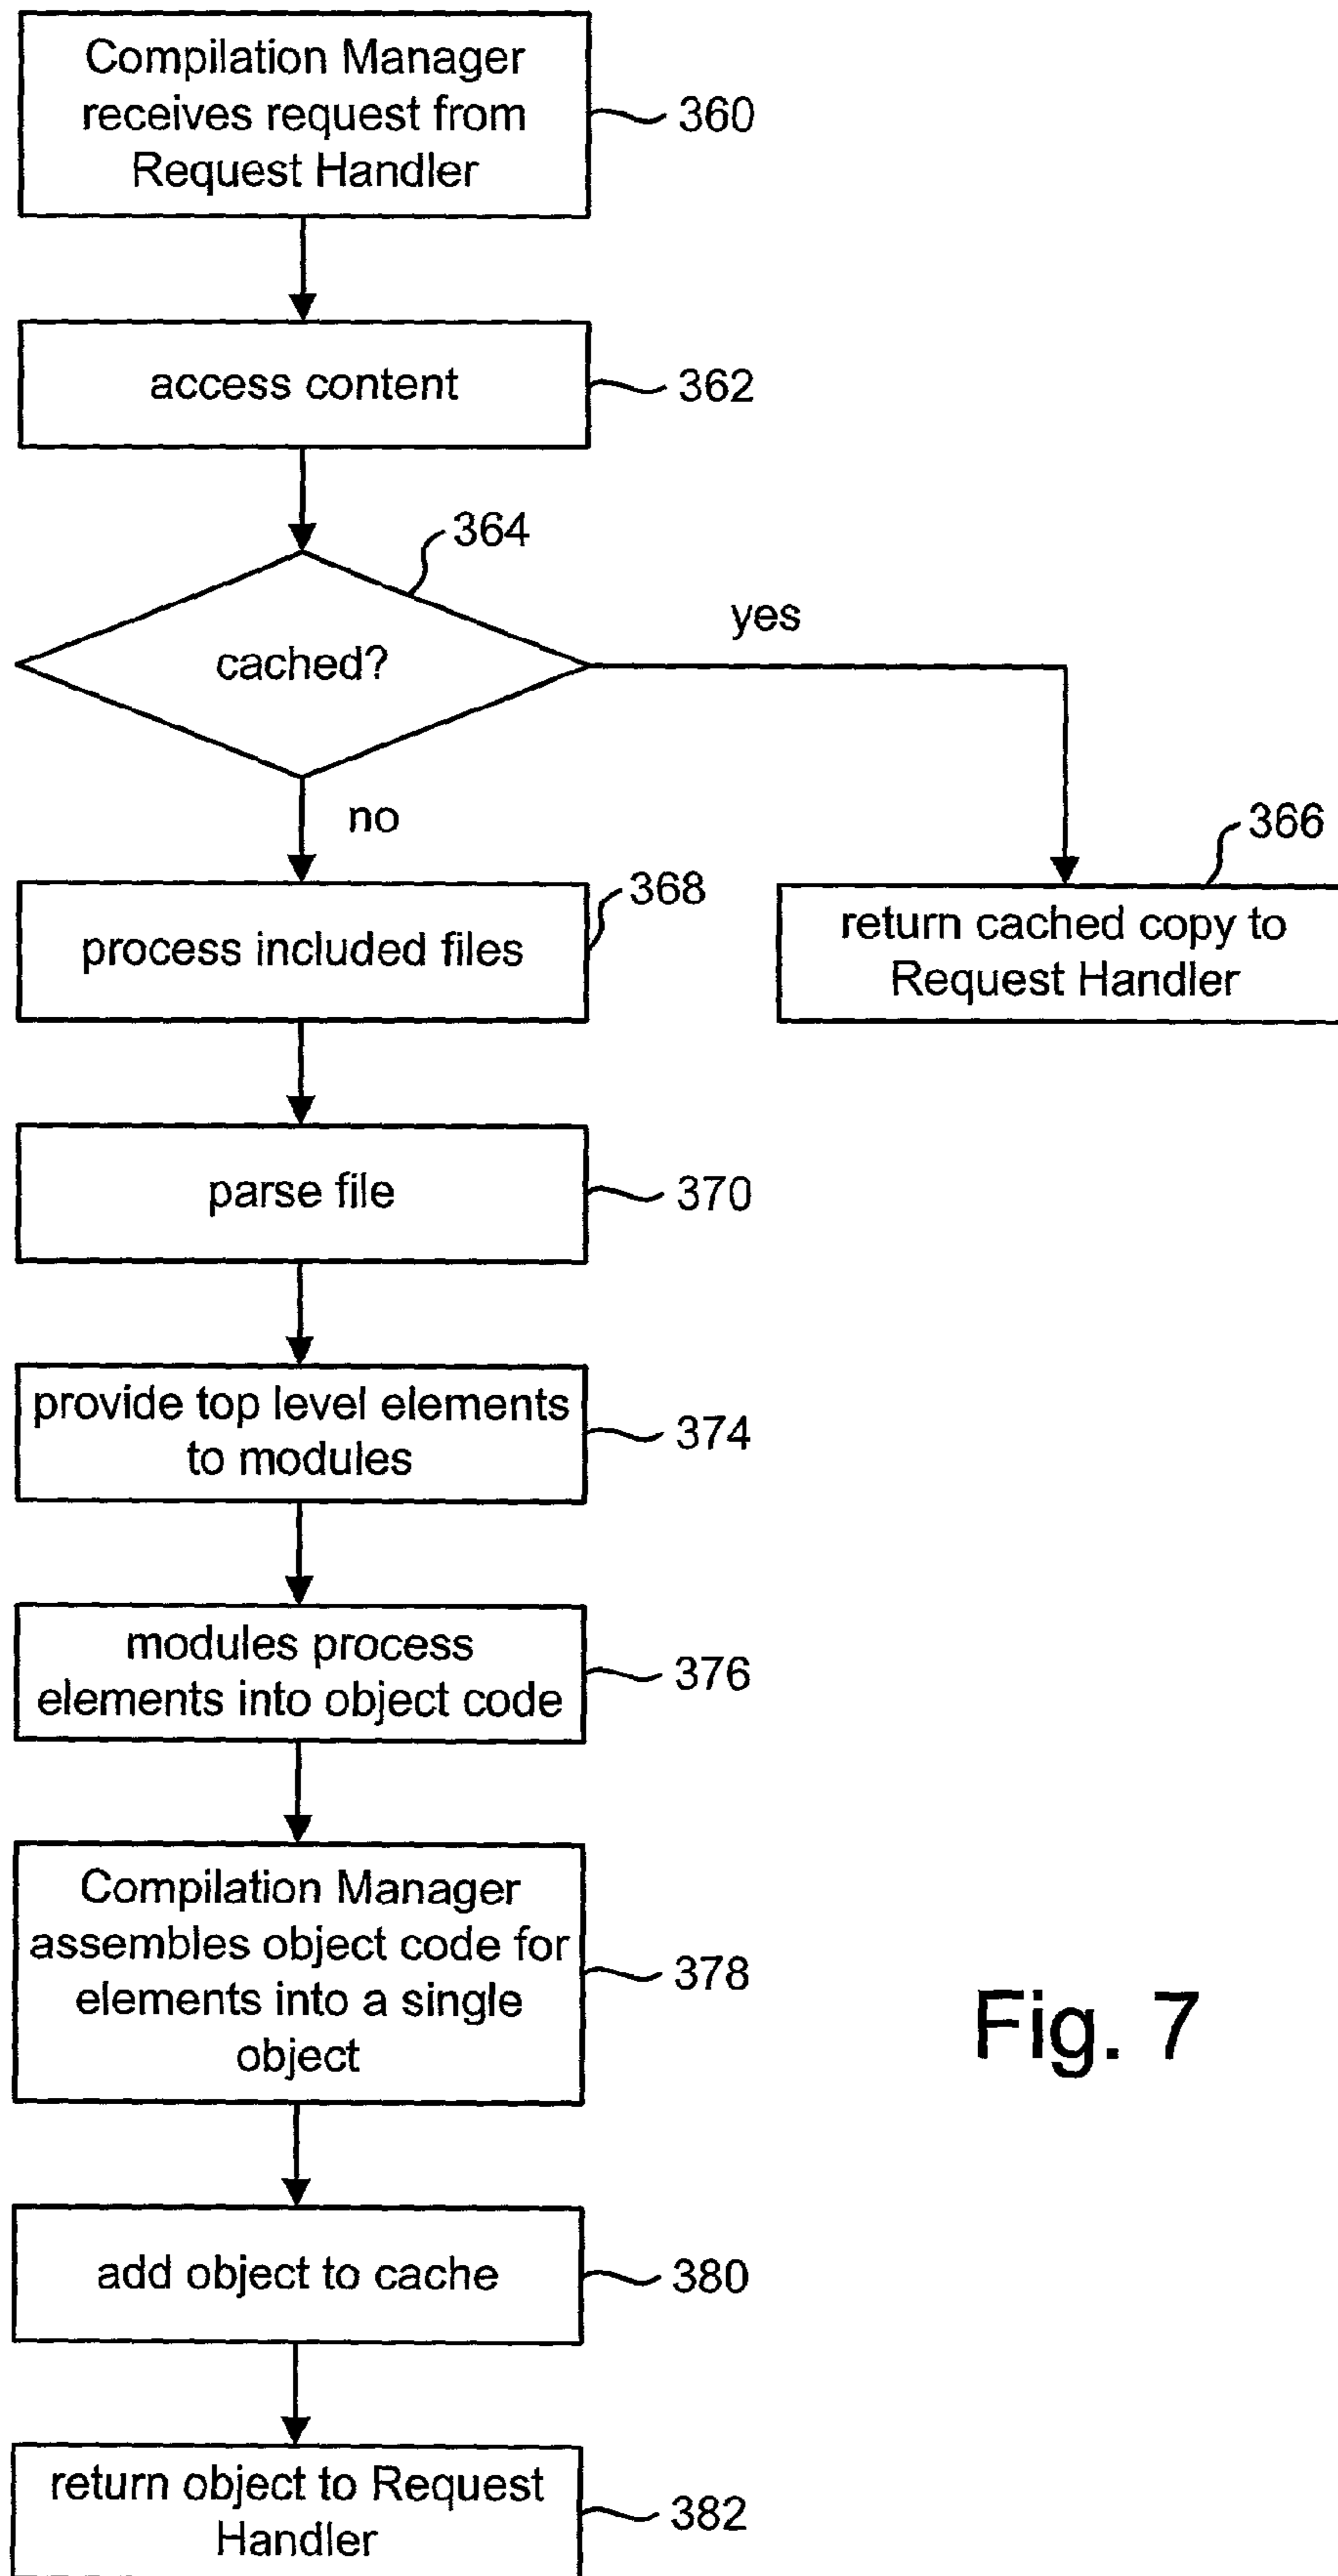 Compilation Manager
receives request from
Request Handler
360
access content
362
364
cached?
yes
no
366
368
process included files
return cached copy to
Request Handler
parse file
370
provide top level elements
to modules
374
modules process
elements into object code
376
Compilation Manager
assembles object code for
elements into a single
object
378
Fig. 7
add object to cache
380
return object to Request
Handler
382